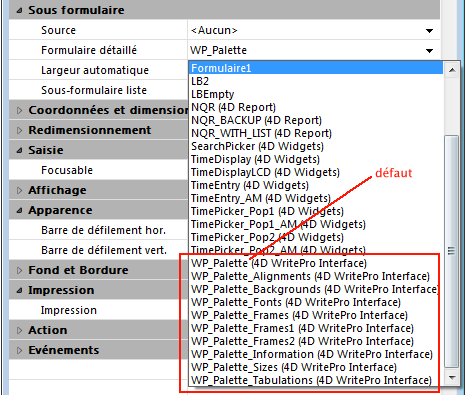 Sous formulaire
Source <Aucun>
Formulaire détaillé WP_Palette
Largeur automatique
Sous-formulaire liste
Coordonnées et dimension
Redimensionnement
Saisie
Focusable
Affichage
Apparence
Barre de défilement hor.
Barre de défilement vert.
Fond et Bordure
Impression
Impression
Action
Evénements
Formulaire1
LB2
LBEmpty
NQR (4D Report)
NQR_BACKUP (4D Report)
NQR_WITH_LIST (4D Report)
SearchPicker (4D Widgets)
TimeDisplay (4D Widgets)
TimeDisplayLCD (4D Widgets)
TimeEntry (4D Widgets)
TimeEntry_AM (4D Widgets)
TimePicker_Pop1 (4D Widgets)
TimePicker_Pop1_AM (4D Widgets)
TimePicker_Pop2 (4D Widgets)
TimePicker_Pop2_AM (4D Widgets)
WP_Palette (4D WritePro Interface)
WP_Palette_Alignments (4D WritePro Interface)
WP_Palette_Backgrounds (4D WritePro Interface)
WP_Palette_Fonts (4D WritePro Interface)
WP_Palette_Frames (4D WritePro Interface)
WP_Palette_Frames1 (4D WritePro Interface)
WP_Palette_Frames2 (4D WritePro Interface)
WP_Palette_Information (4D WritePro Interface)
WP_Palette_Sizes (4D WritePro Interface)
WP_Palette_Tabulations (4D WritePro Interface)
défaut